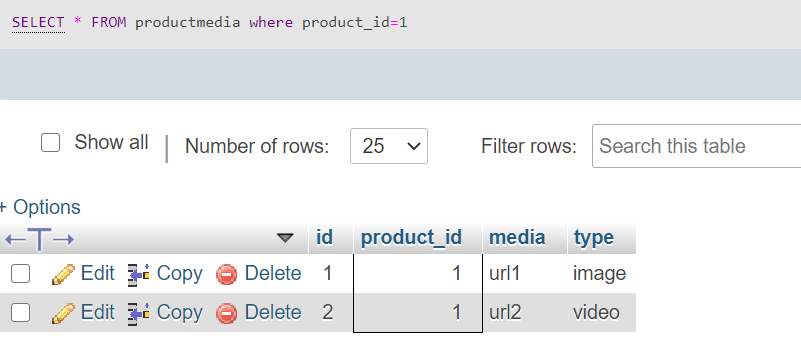 SELECT * FROM productmedia where product_id=1
Show all Number of rows: 25 Filter rows: Search this table
+ Options
←T→ id product_id media type
Edit Copy Delete 1 1 url1 image
Edit Copy Delete 2 1 url2 video